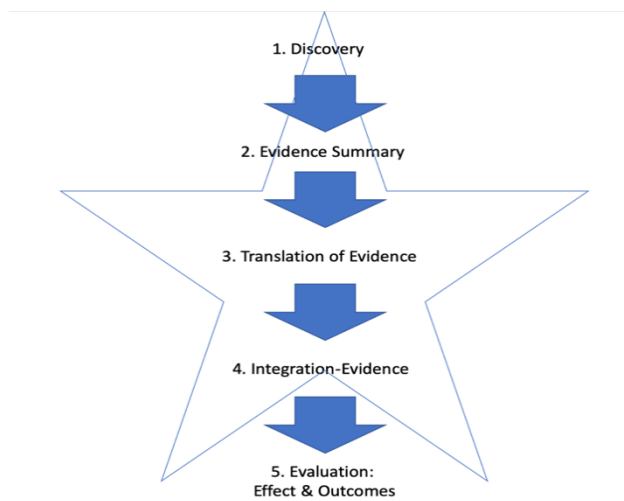 1. Discovery
2. Evidence Summary
3. Translation of Evidence
4. Integration-Evidence
5. Evaluation:
Effect & Outcomes